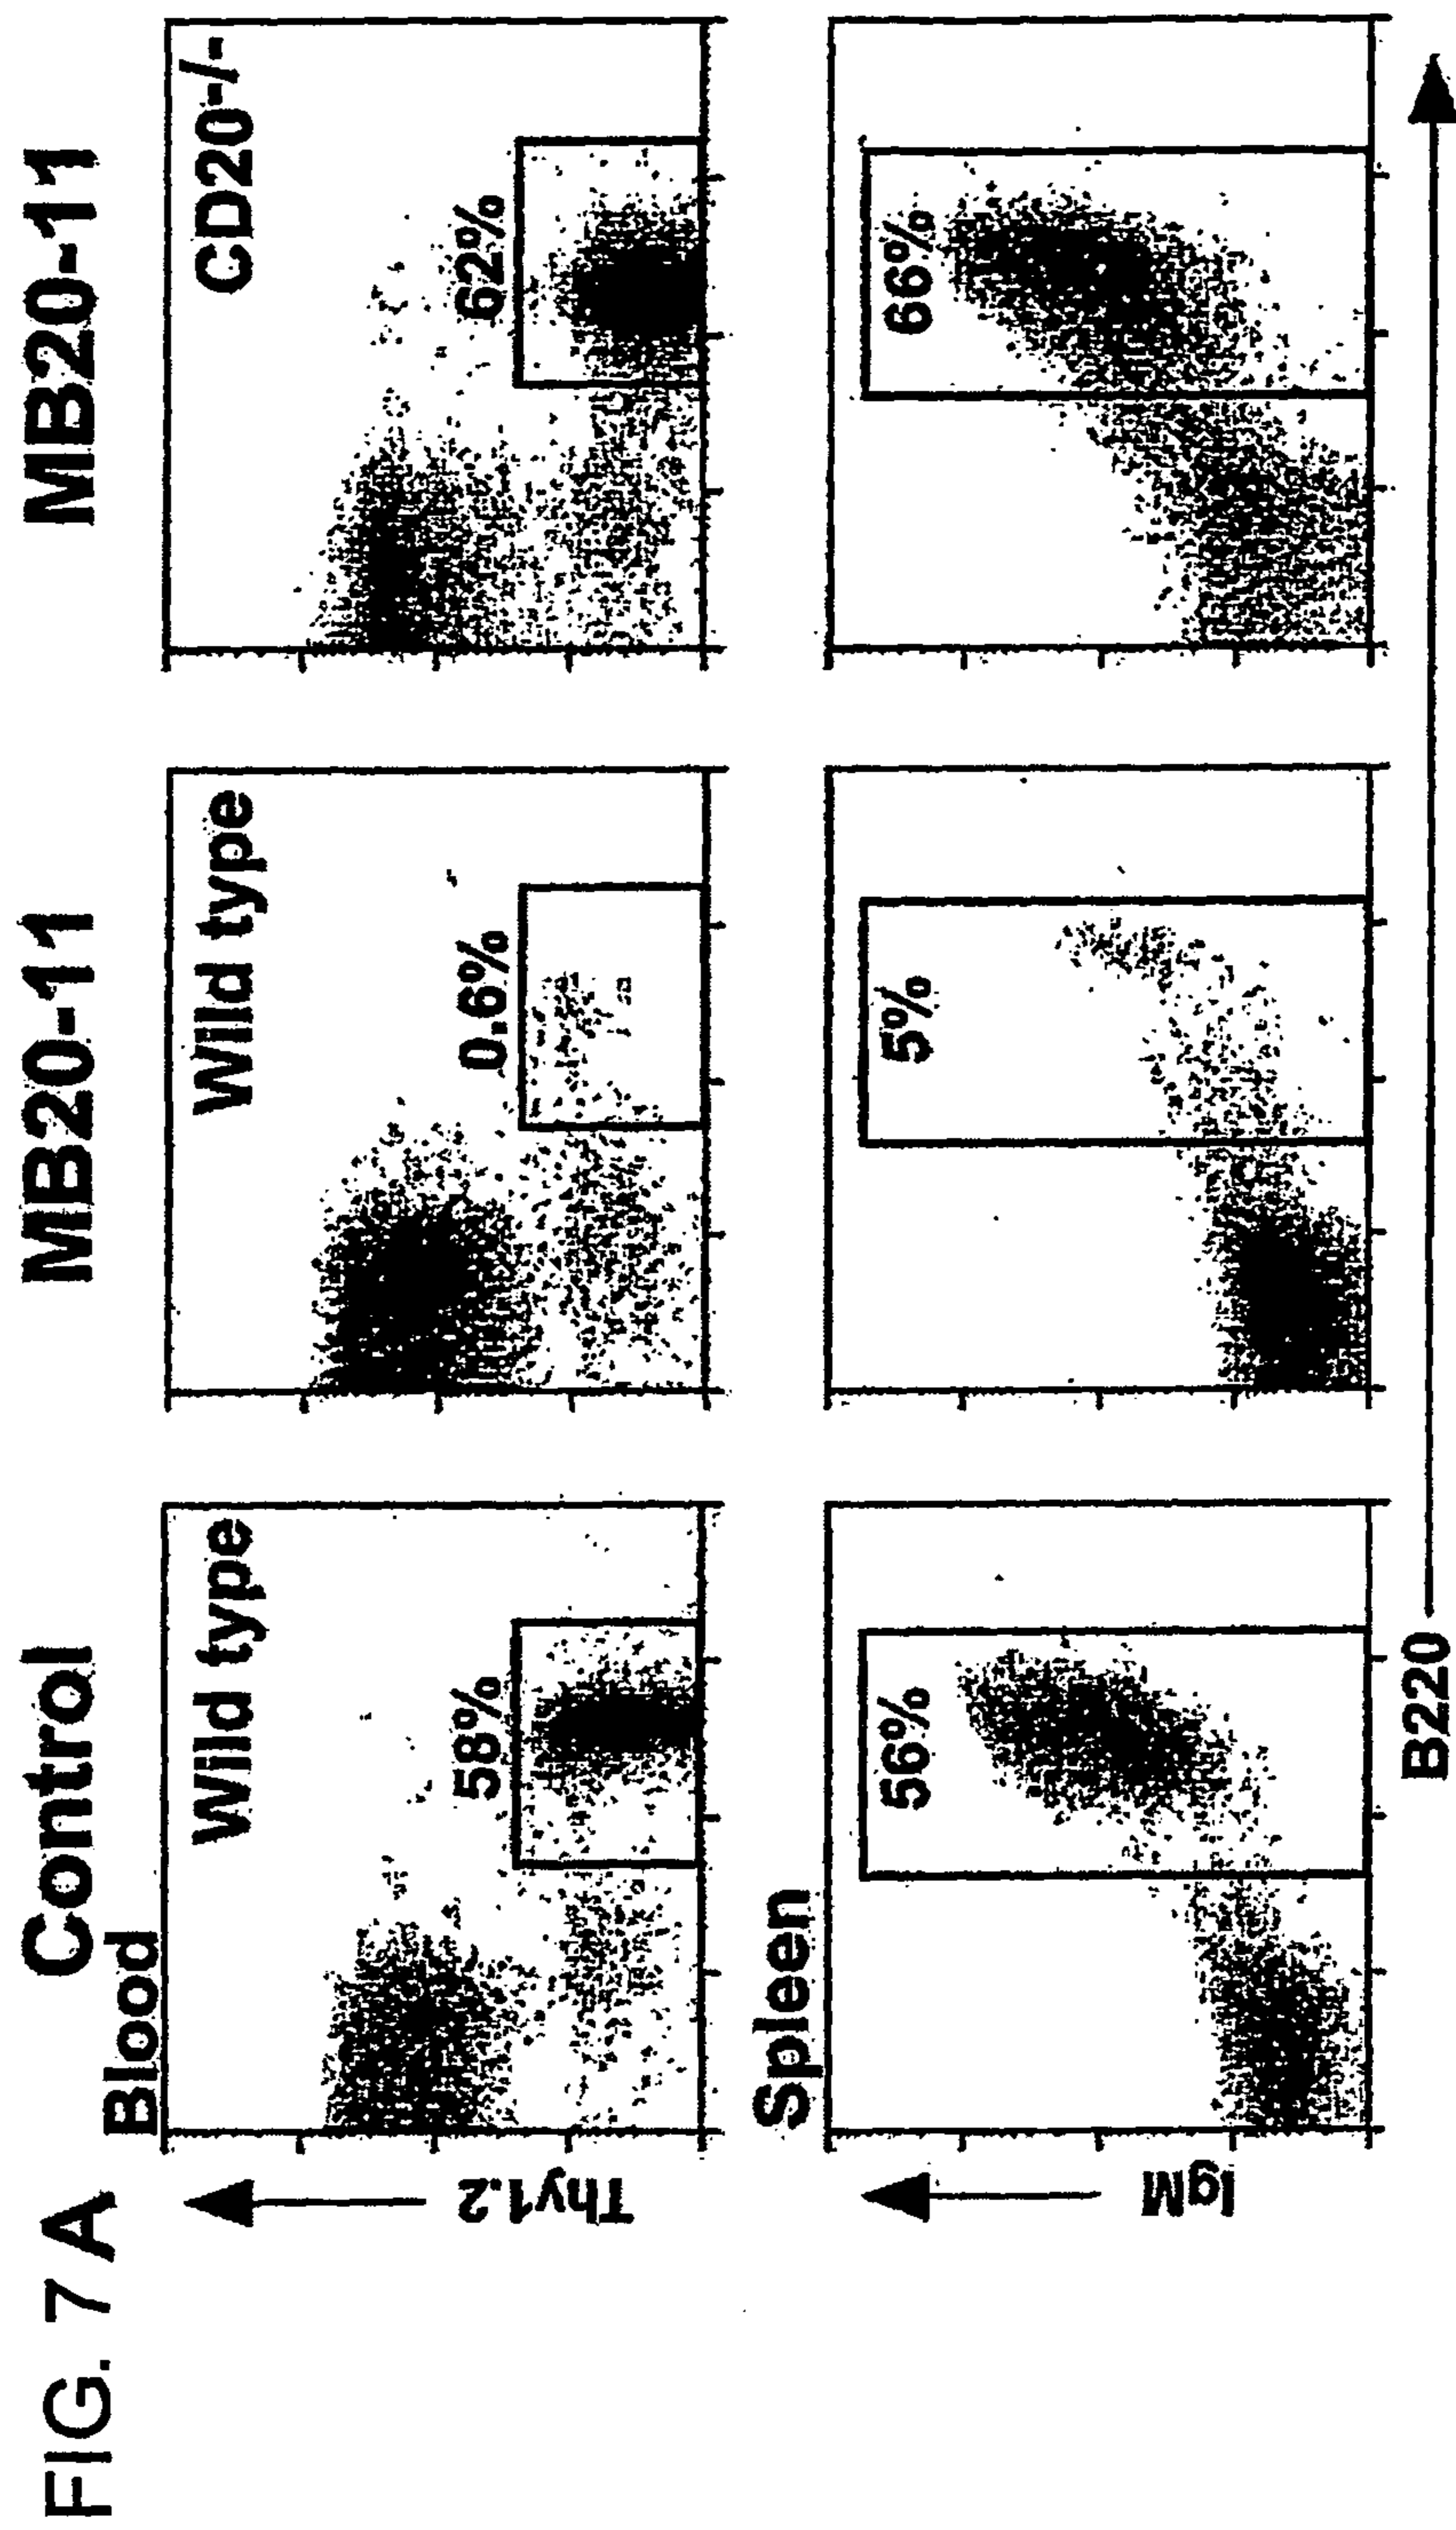 FIG. 7 A
Control
MB20-11
MB20-11
Blood
Wild type
58%
Wild type
0.6%
CD20-/-
62%
Thy1.2
Spleen
56%
5%
66%
IgM
B220